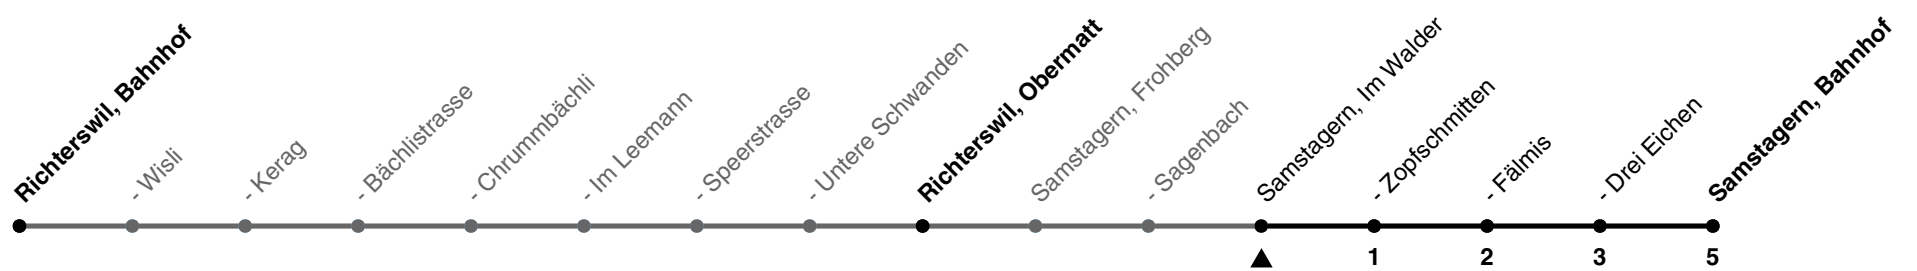 Richterswil, Bahnhof
- Wisli
- Kerag
- Bächlistrasse
- Chrummbächli
- Im Leemann
- Speerstrasse
- Untere Schwanden
Richterswil, Obermatt
Samstagern, Frohberg
- Sagenbach
Samstagern, Im Walder
- Zopfschmitten
- Fälmis
- Drei Eichen
Samstagern, Bahnhof
1 2 3 5